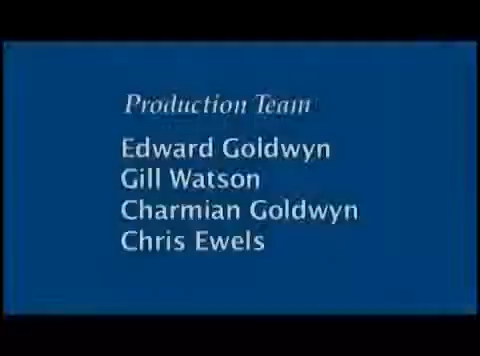 Production Team
Edward Goldwyn
Gill Watson
Charmian Goldwyn
Chris Ewels